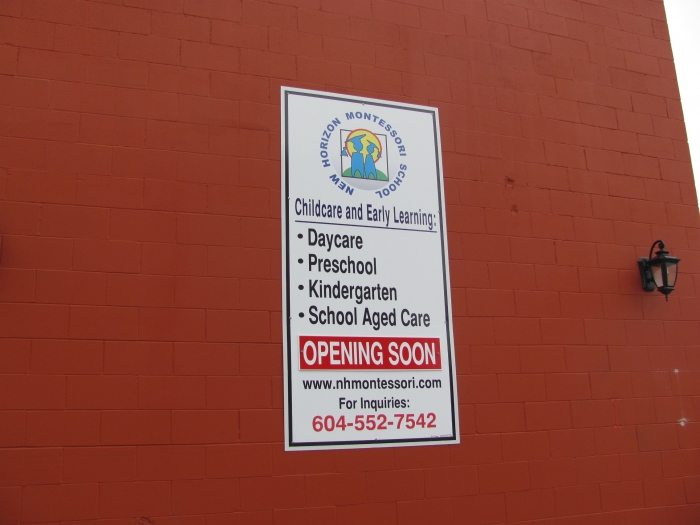 NEW HORIZON MONTESSORI SCHOOL
Childcare and Early Learning:
• Daycare
• Preschool
• Kindergarten
• School Aged Care
OPENING SOON
www.nhmontessori.com
For Inquiries:
604-552-7542